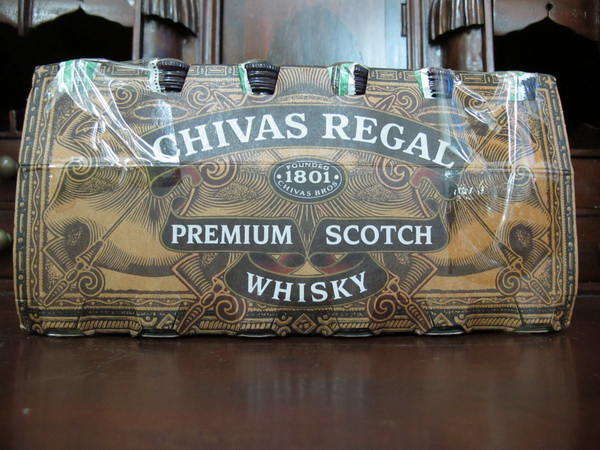 CHIVAS REGAL
FOUNDED
1801
CHIVAS BROS
PREMIUM SCOTCH
WHISKY